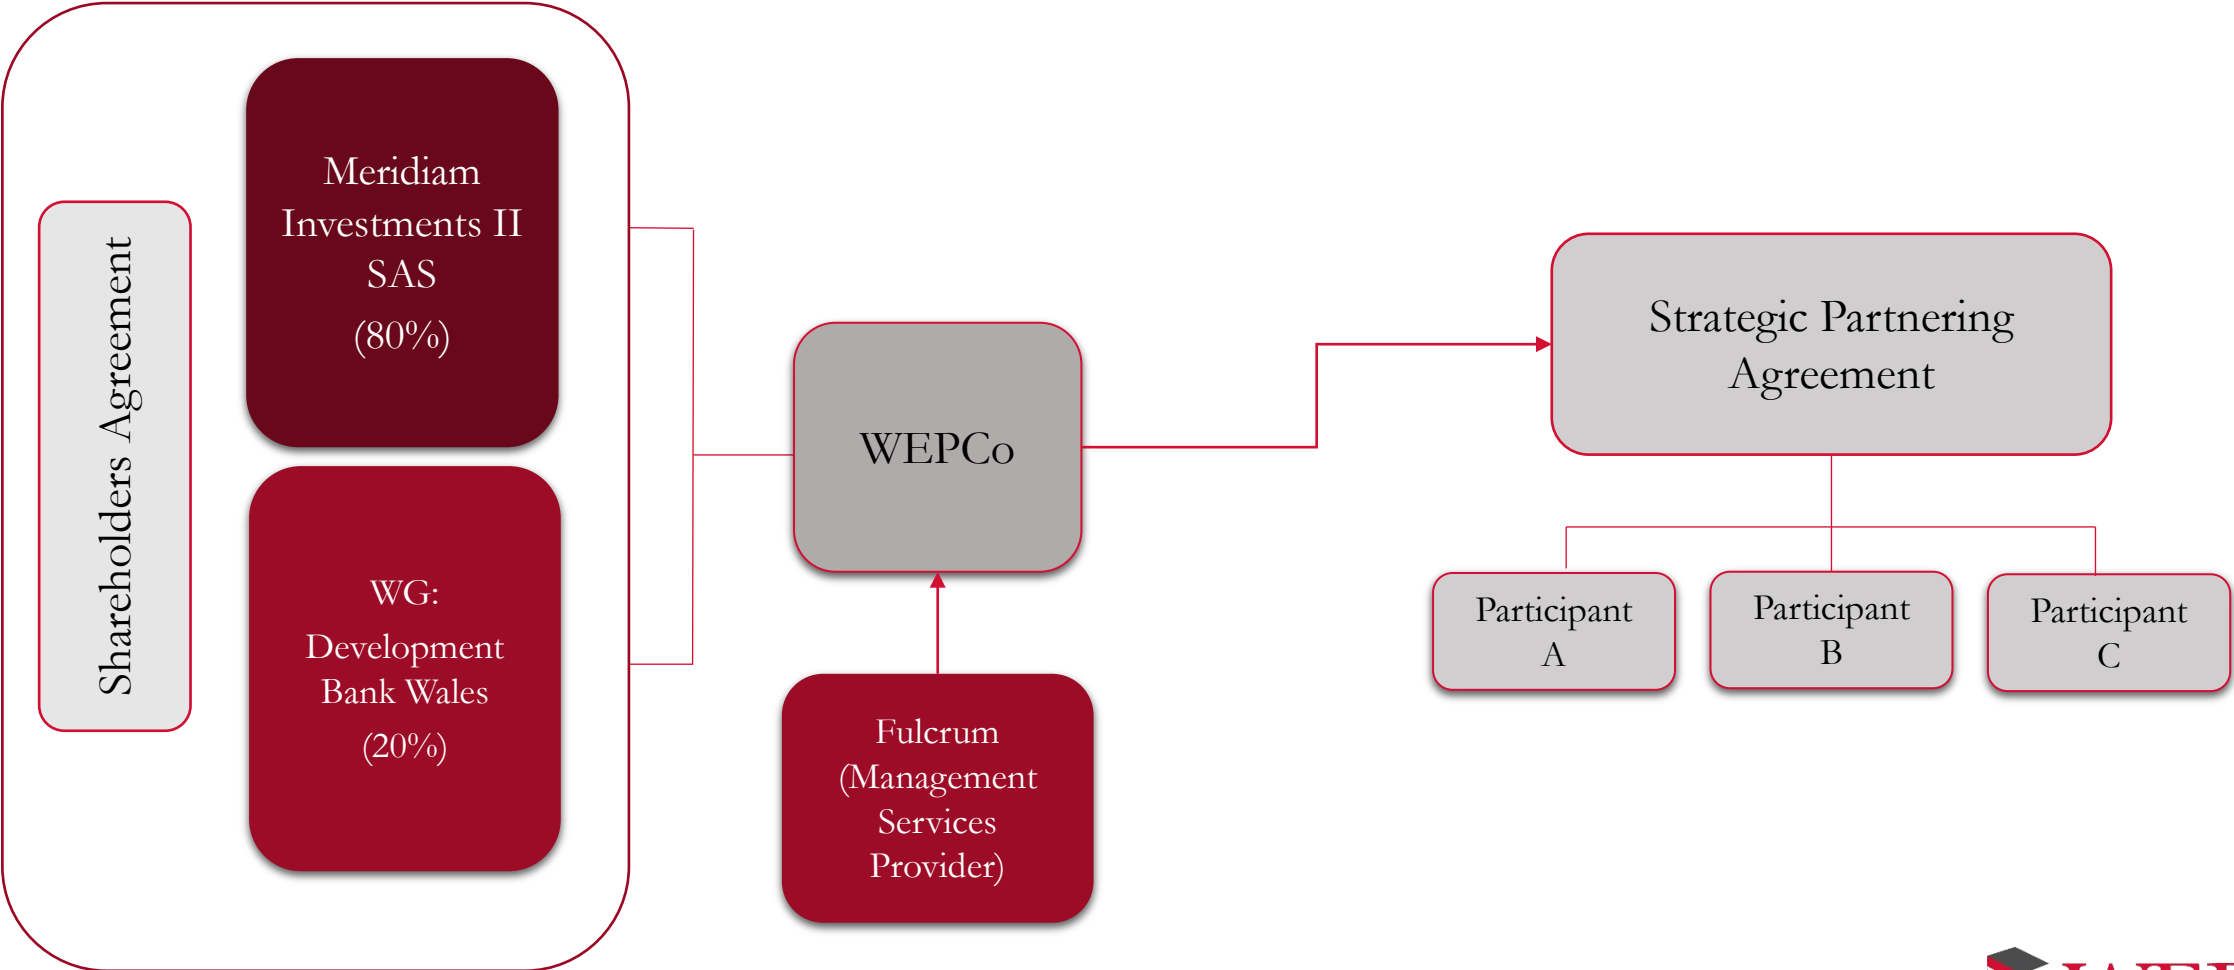 Shareholders Agreement
Meridiam
Investments II
SAS
(80%)
WG:
Development
Bank Wales
(20%)
WEPCo
Fulcrum
(Management
Services
Provider)
Strategic Partnering
Agreement
Participant
A
Participant
B
Participant
C